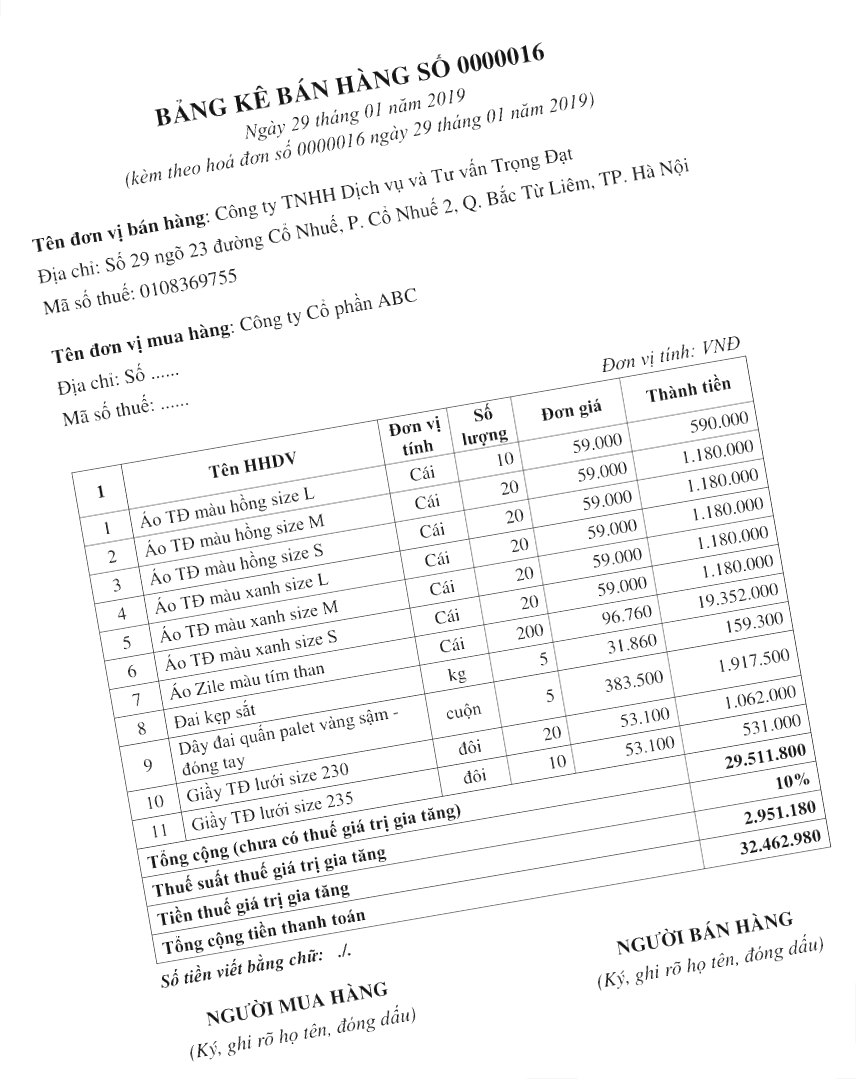 BẢNG KÊ BÁN HÀNG SỐ 0000016
Ngày 29 tháng 01 năm 2019
(kèm theo hoá đơn số 0000016 ngày 29 tháng 01 năm 2019)
Tên đơn vị bán hàng: Công ty TNHH Dịch vụ và Tư vấn Trọng Đạt
Địa chỉ: Số 29 ngõ 23 đường Cổ Nhuế, P. Cổ Nhuế 2, Q. Bắc Từ Liêm, TP. Hà Nội
Mã số thuế: 0108369755
Tên đơn vị mua hàng: Công ty Cổ phần ABC
Địa chỉ: Số ......
Mã số thuế: ......
Đơn vị tính: VNĐ
1 Tên HHDV Đơn vị tính Số lượng Đơn giá Thành tiền
1 Áo TĐ màu hồng size L Cái 10 59.000 590.000
2 Áo TĐ màu hồng size M Cái 20 59.000 1.180.000
3 Áo TĐ màu hồng size S Cái 20 59.000 1.180.000
4 Áo TĐ màu xanh size L Cái 20 59.000 1.180.000
5 Áo TĐ màu xanh size M Cái 20 59.000 1.180.000
6 Áo TĐ màu xanh size S Cái 20 59.000 1.180.000
7 Áo Zile màu tím than Cái 200 96.760 19.352.000
8 Đai kẹp sắt kg 5 31.860 159.300
9 Dây đai quấn palet vàng sậm - đóng tay cuộn 5 383.500 1.917.500
10 Giầy TĐ lưới size 230 đôi 20 53.100 1.062.000
11 Giầy TĐ lưới size 235 đôi 10 53.100 531.000
Tổng cộng (chưa có thuế giá trị gia tăng) 29.511.800
Thuế suất thuế giá trị gia tăng 10%
Tiền thuế giá trị gia tăng 2.951.180
Tổng cộng tiền thanh toán 32.462.980
Số tiền viết bằng chữ: ./.
NGƯỜI MUA HÀNG NGƯỜI BÁN HÀNG
(Ký, ghi rõ họ tên, đóng dấu) (Ký, ghi rõ họ tên, đóng dấu)